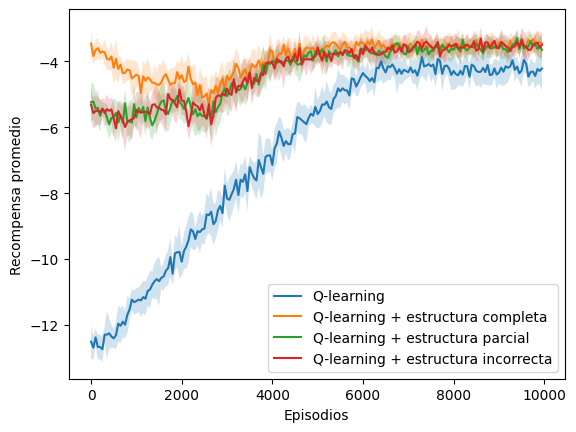 Recompensa promedio
−4
−6
−8
−10
−12
0
2000
4000
6000
8000
10000
Episodios
Q-learning
Q-learning + estructura completa
Q-learning + estructura parcial
Q-learning + estructura incorrecta